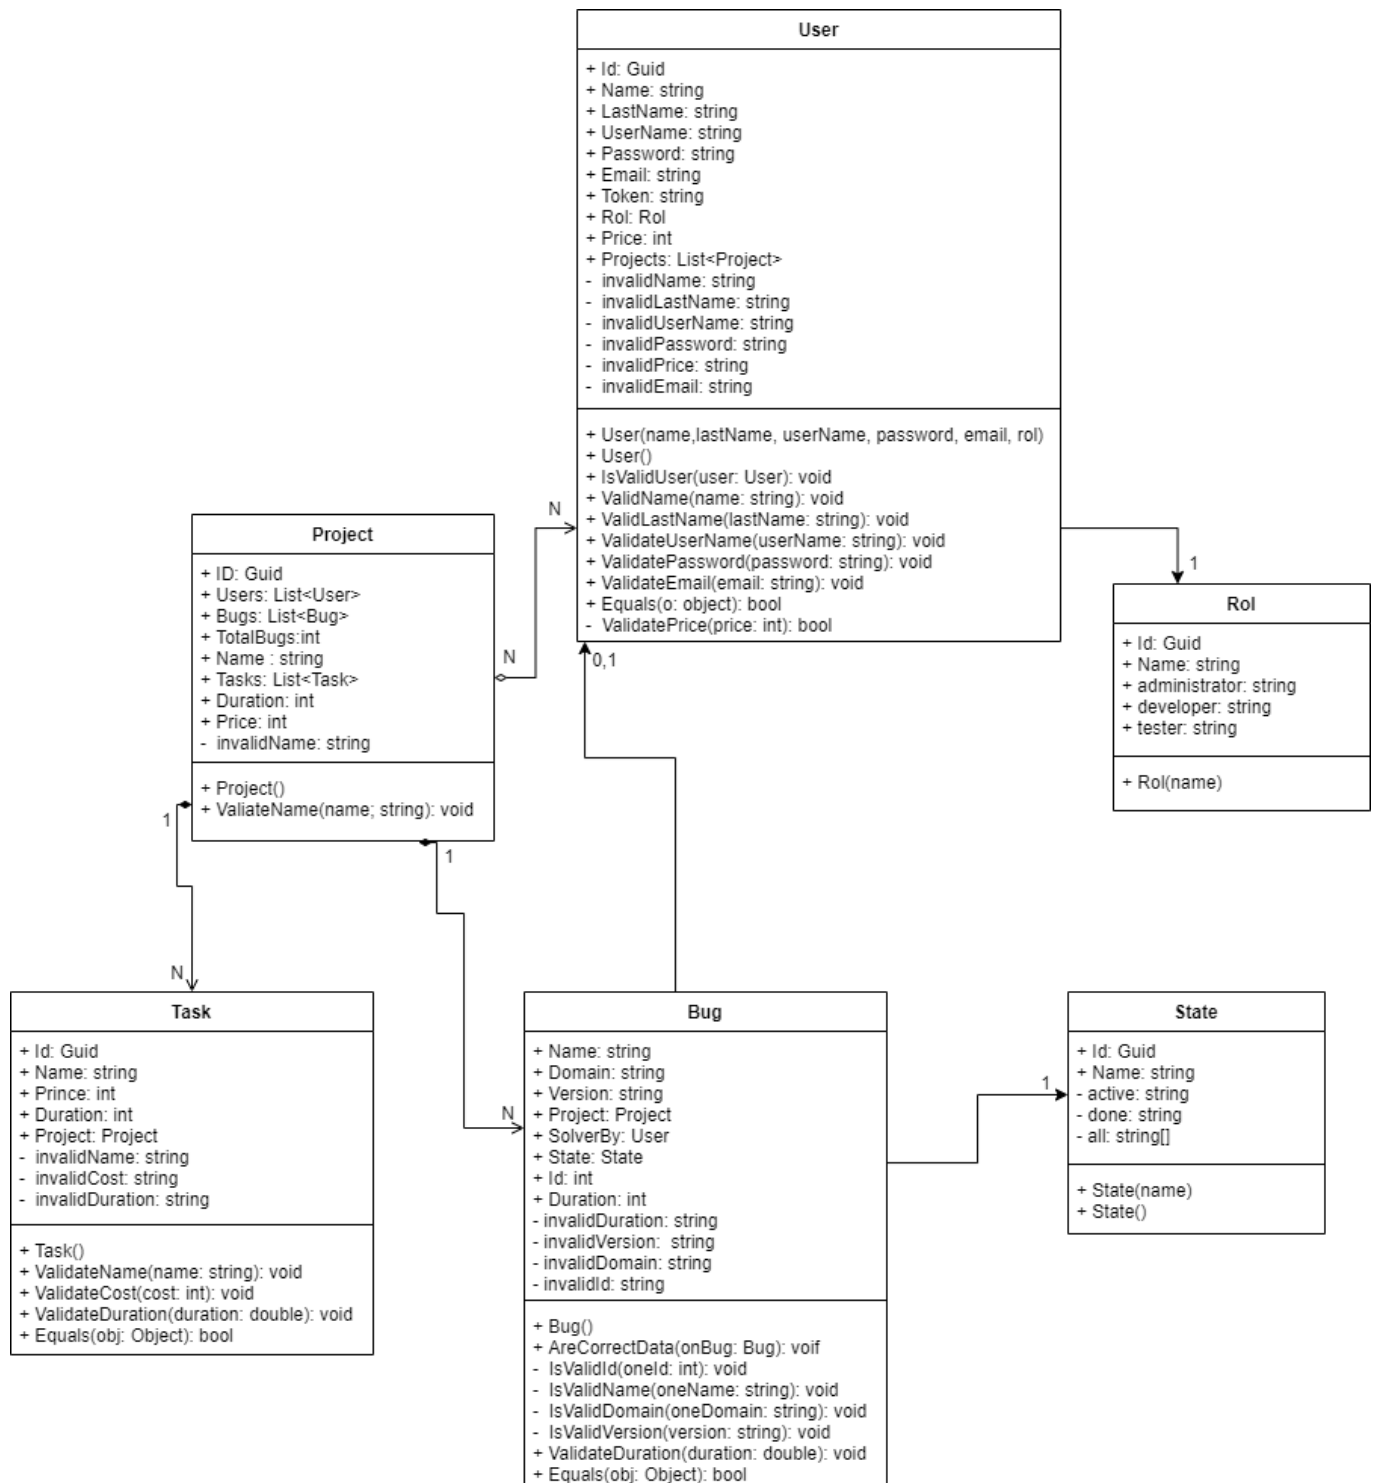 User
+ Id: Guid
+ Name: string
+ LastName: string
+ UserName: string
+ Password: string
+ Email: string
+ Token: string
+ Rol: Rol
+ Price: int
+ Projects: List<Project>
- invalidName: string
- invalidLastName: string
- invalidUserName: string
- invalidPassword: string
- invalidPrice: string
- invalidEmail: string
+ User(name,lastName, userName, password, email, rol)
+ User()
+ IsValidUser(user: User): void
+ ValidName(name: string): void
+ ValidLastName(lastName: string): void
+ ValidateUserName(userName: string): void
+ ValidatePassword(password: string): void
+ ValidateEmail(email: string): void
+ Equals(o: object): bool
- ValidatePrice(price: int): bool
N
N
0,1
1
Project
+ ID: Guid
+ Users: List<User>
+ Bugs: List<Bug>
+ TotalBugs:int
+ Name : string
+ Tasks: List<Task>
+ Duration: int
+ Price: int
- invalidName: string
+ Project()
+ ValiateName(name; string): void
1
1
Rol
+ Id: Guid
+ Name: string
+ administrator: string
+ developer: string
+ tester: string
+ Rol(name)
N
N
1
Task
+ Id: Guid
+ Name: string
+ Prince: int
+ Duration: int
+ Project: Project
- invalidName: string
- invalidCost: string
- invalidDuration: string
+ Task()
+ ValidateName(name: string): void
+ ValidateCost(cost: int): void
+ ValidateDuration(duration: double): void
+ Equals(obj: Object): bool
Bug
+ Name: string
+ Domain: string
+ Version: string
+ Project: Project
+ SolverBy: User
+ State: State
+ Id: int
+ Duration: int
- invalidDuration: string
- invalidVersion: string
- invalidDomain: string
- invalidId: string
+ Bug()
+ AreCorrectData(onBug: Bug): voif
- IsValidId(oneId: int): void
- IsValidName(oneName: string): void
- IsValidDomain(oneDomain: string): void
- IsValidVersion(version: string): void
+ ValidateDuration(duration: double): void
+ Equals(obj: Object): bool
State
+ Id: Guid
+ Name: string
- active: string
- done: string
- all: string[]
+ State(name)
+ State()